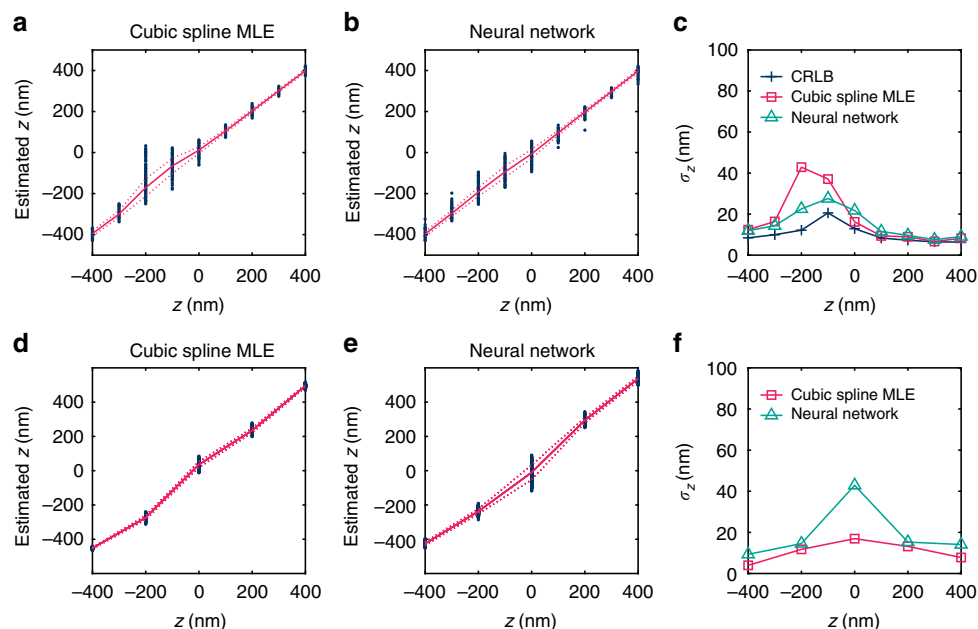 a
Cubic spline MLE
Estimated z (nm)
400
200
0
−200
−400
−400 −200 0 200 400
z (nm)
b
Neural network
Estimated z (nm)
400
200
0
−200
−400
−400 −200 0 200 400
z (nm)
c
σz (nm)
100
80
60
40
20
0
CRLB
Cubic spline MLE
Neural network
−400 −200 0 200 400
z (nm)
d
Cubic spline MLE
Estimated z (nm)
400
200
0
−200
−400
−400 −200 0 200 400
z (nm)
e
Neural network
Estimated z (nm)
400
200
0
−200
−400
−400 −200 0 200 400
z (nm)
f
σz (nm)
100
80
60
40
20
0
Cubic spline MLE
Neural network
−400 −200 0 200 400
z (nm)